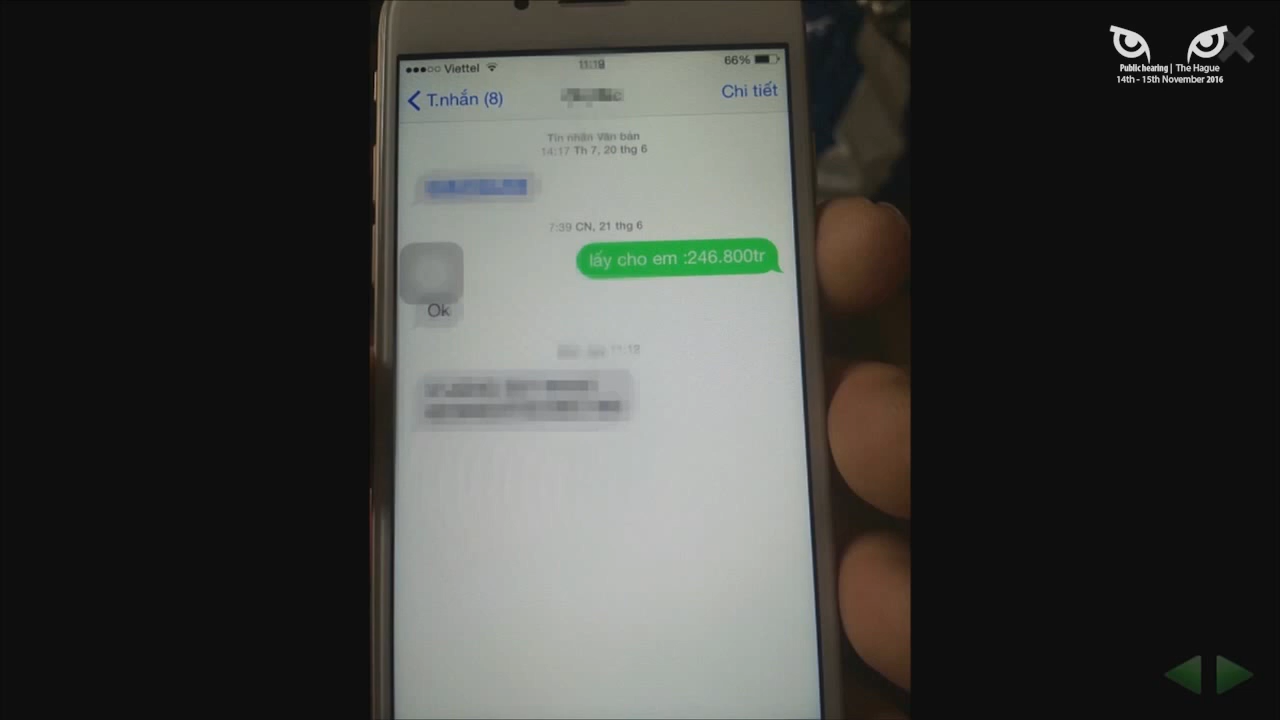 Public hearing | The Hague
14th - 15th November 2016
Viettel
11:19
66%
T.nhắn (8)
Chi tiết
Tin nhắn Văn bản
14:17 Th 7, 20 thg 6
7:39 CN, 21 thg 6
lấy cho em :246.800tr
Ok
11:18